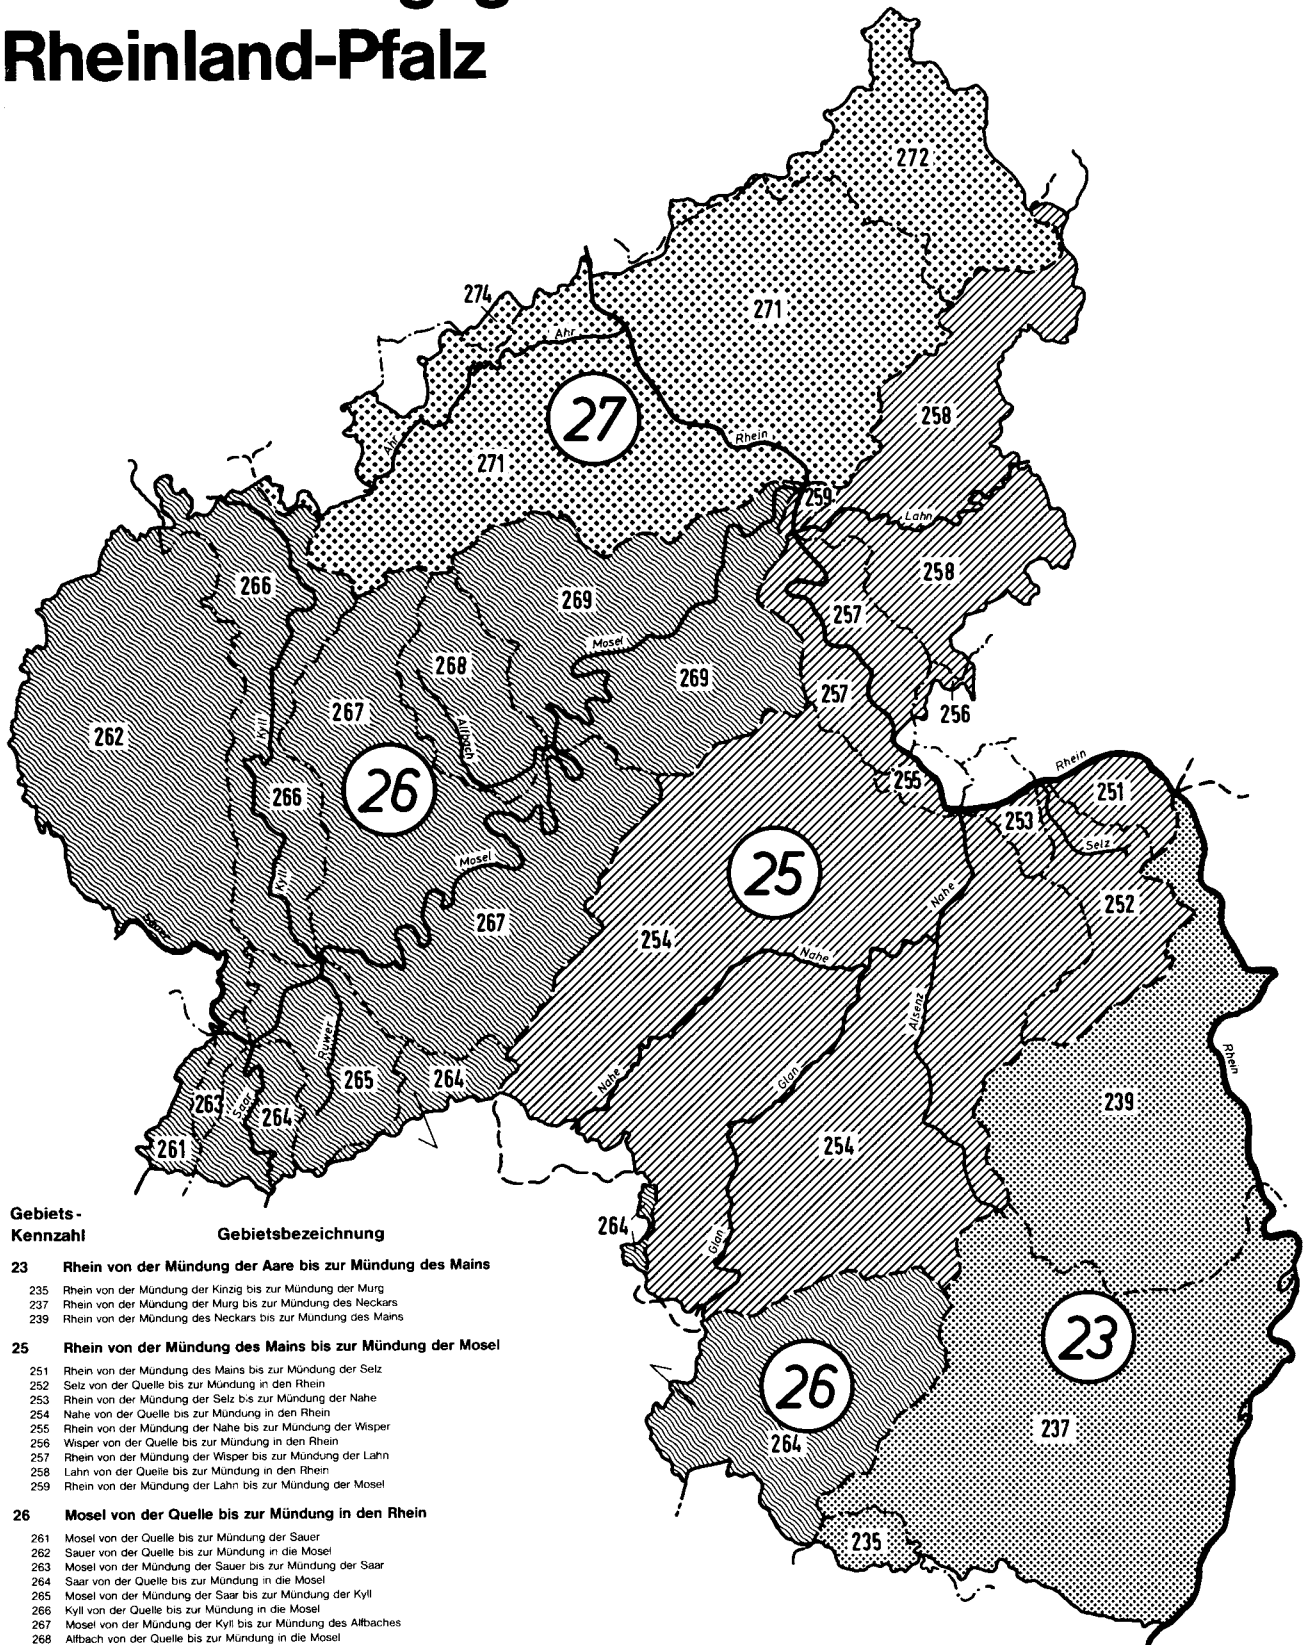 Rheinland-Pfalz
272
274
271
Ahr
27
258
Ahr
Rhein
271
259
Lahn
266
258
269
257
Mosel
268
269
257
267
Kyll
Alfbach
262
256
26
255
Rhein
251
266
253
Selz
25
Mosel
Kyll
Nahe
252
267
254
Nahe
Alsenz
Ruwer
Rhein
265
264
Nahe
Glan
263
Saar
264
239
261
254
264
Glan
23
26
264
237
235
Gebiets-
Kennzahl Gebietsbezeichnung
23 Rhein von der Mündung der Aare bis zur Mündung des Mains
235 Rhein von der Mündung der Kinzig bis zur Mündung der Murg
237 Rhein von der Mündung der Murg bis zur Mündung des Neckars
239 Rhein von der Mündung des Neckars bis zur Mündung des Mains
25 Rhein von der Mündung des Mains bis zur Mündung der Mosel
251 Rhein von der Mündung des Mains bis zur Mündung der Selz
252 Selz von der Quelle bis zur Mündung in den Rhein
253 Rhein von der Mündung der Selz bis zur Mündung der Nahe
254 Nahe von der Quelle bis zur Mündung in den Rhein
255 Rhein von der Mündung der Nahe bis zur Mündung der Wisper
256 Wisper von der Quelle bis zur Mündung in den Rhein
257 Rhein von der Mündung der Wisper bis zur Mündung der Lahn
258 Lahn von der Quelle bis zur Mündung in den Rhein
259 Rhein von der Mündung der Lahn bis zur Mündung der Mosel
26 Mosel von der Quelle bis zur Mündung in den Rhein
261 Mosel von der Quelle bis zur Mündung der Sauer
262 Sauer von der Quelle bis zur Mündung in die Mosel
263 Mosel von der Mündung der Sauer bis zur Mündung der Saar
264 Saar von der Quelle bis zur Mündung in die Mosel
265 Mosel von der Mündung der Saar bis zur Mündung der Kyll
266 Kyll von der Quelle bis zur Mündung in die Mosel
267 Mosel von der Mündung der Kyll bis zur Mündung des Alfbaches
268 Alfbach von der Quelle bis zur Mündung in die Mosel